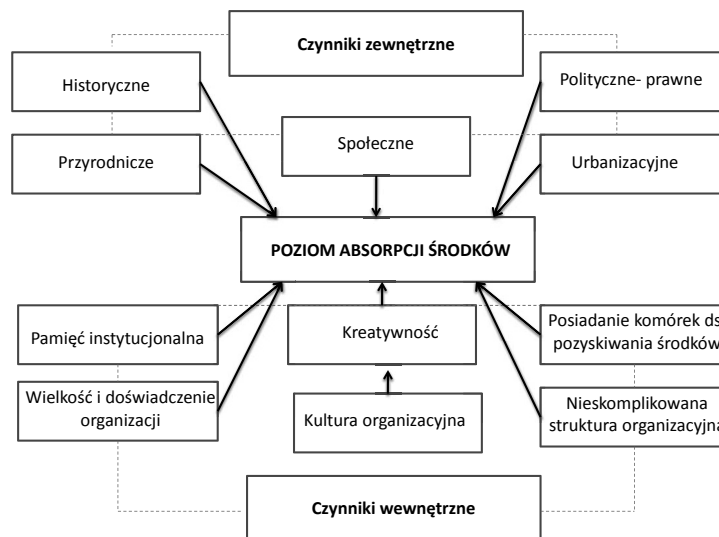 Czynniki zewnętrzne
Historyczne
Polityczne- prawne
Społeczne
Przyrodnicze
Urbanizacyjne
POZIOM ABSORPCJI ŚRODKÓW
Pamięć instytucjonalna
Kreatywność
Posiadanie komórek ds
pozyskiwania środków
Wielkość i doświadczenie
organizacji
Kultura organizacyjna
Nieskomplikowana
struktura organizacyjna
Czynniki wewnętrzne